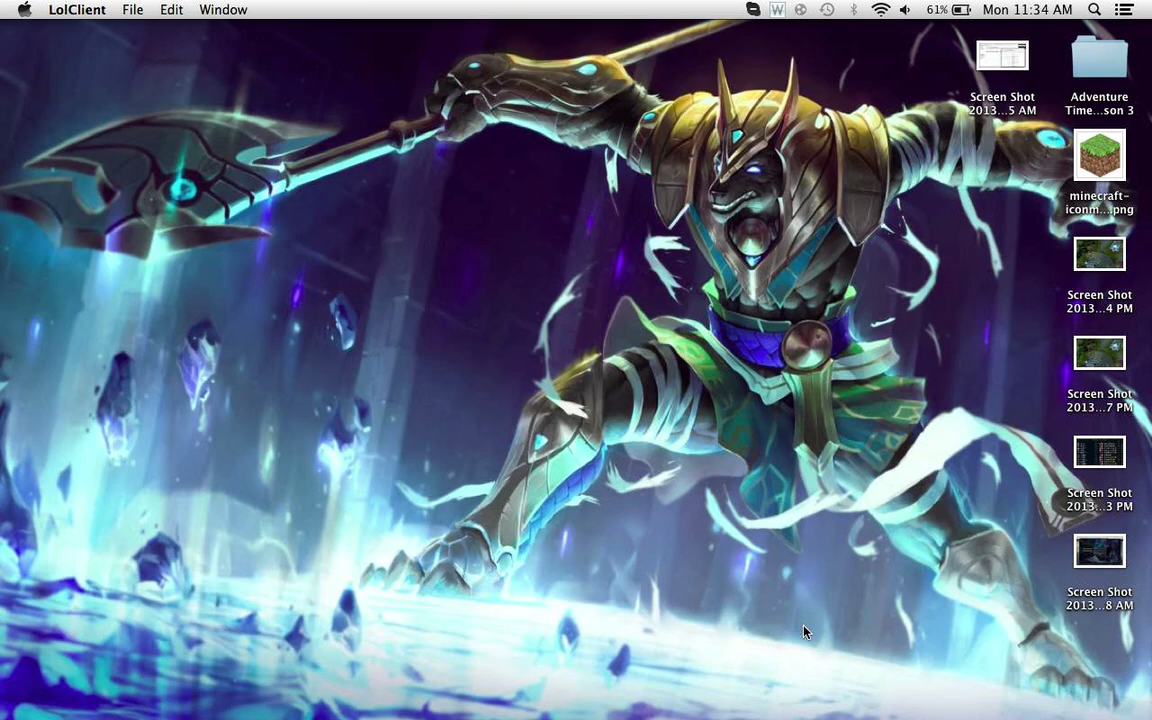 LolClient File Edit Window W 61% Mon 11:34 AM
Screen Shot
2013...5 AM
Adventure
Time...son 3
minecraft-
iconm....png
Screen Shot
2013...4 PM
Screen Shot
2013...7 PM
Screen Shot
2013...3 PM
Screen Shot
2013...8 AM